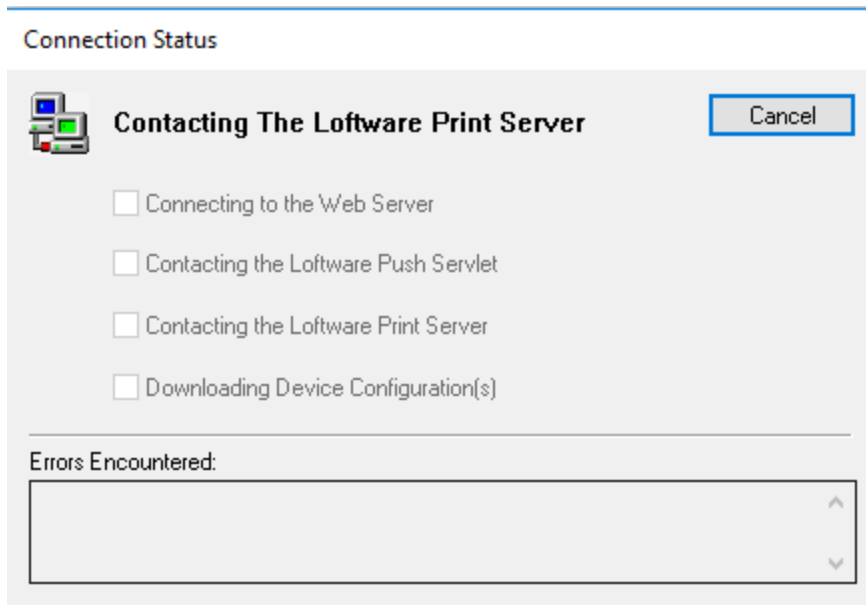 Connection Status
Contacting The Loftware Print Server
Cancel
Connecting to the Web Server
Contacting the Loftware Push Servlet
Contacting the Loftware Print Server
Downloading Device Configuration(s)
Errors Encountered: